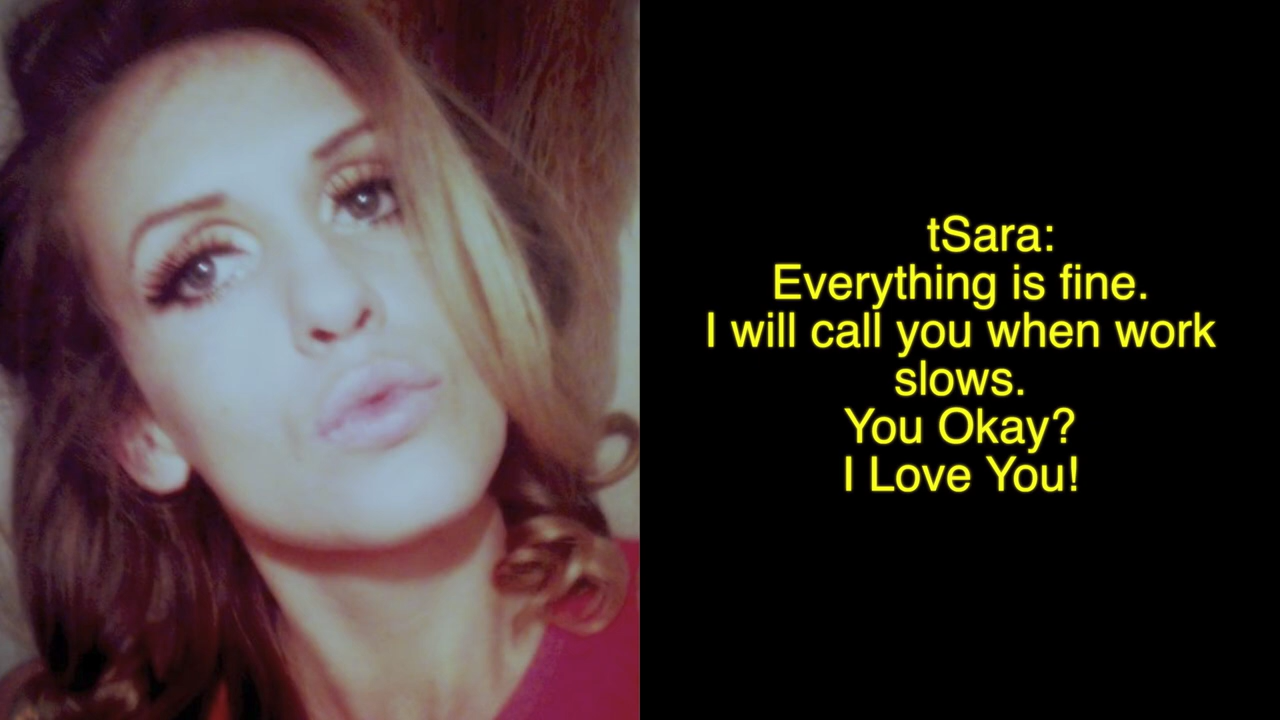 tSara:
Everything is fine.
I will call you when work
slows.
You Okay?
I Love You!